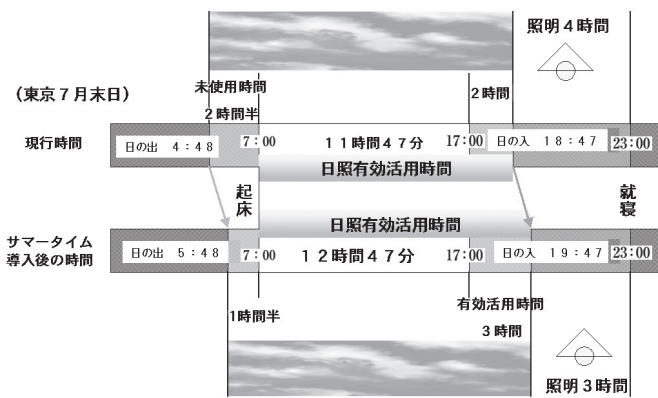 照明４時間
（東京７月末日）
未使用時間
２時間半
２時間
現行時間
日の出　４：４８
７：００
１１時間４７分
１７：００
日の入　１８：４７
２３：００
日照有効活用時間
起床
就寝
日照有効活用時間
サマータイム
導入後の時間
日の出　５：４８
７：００
１２時間４７分
１７：００
日の入　１９：４７
２３：００
１時間半
有効活用時間
３時間
照明３時間